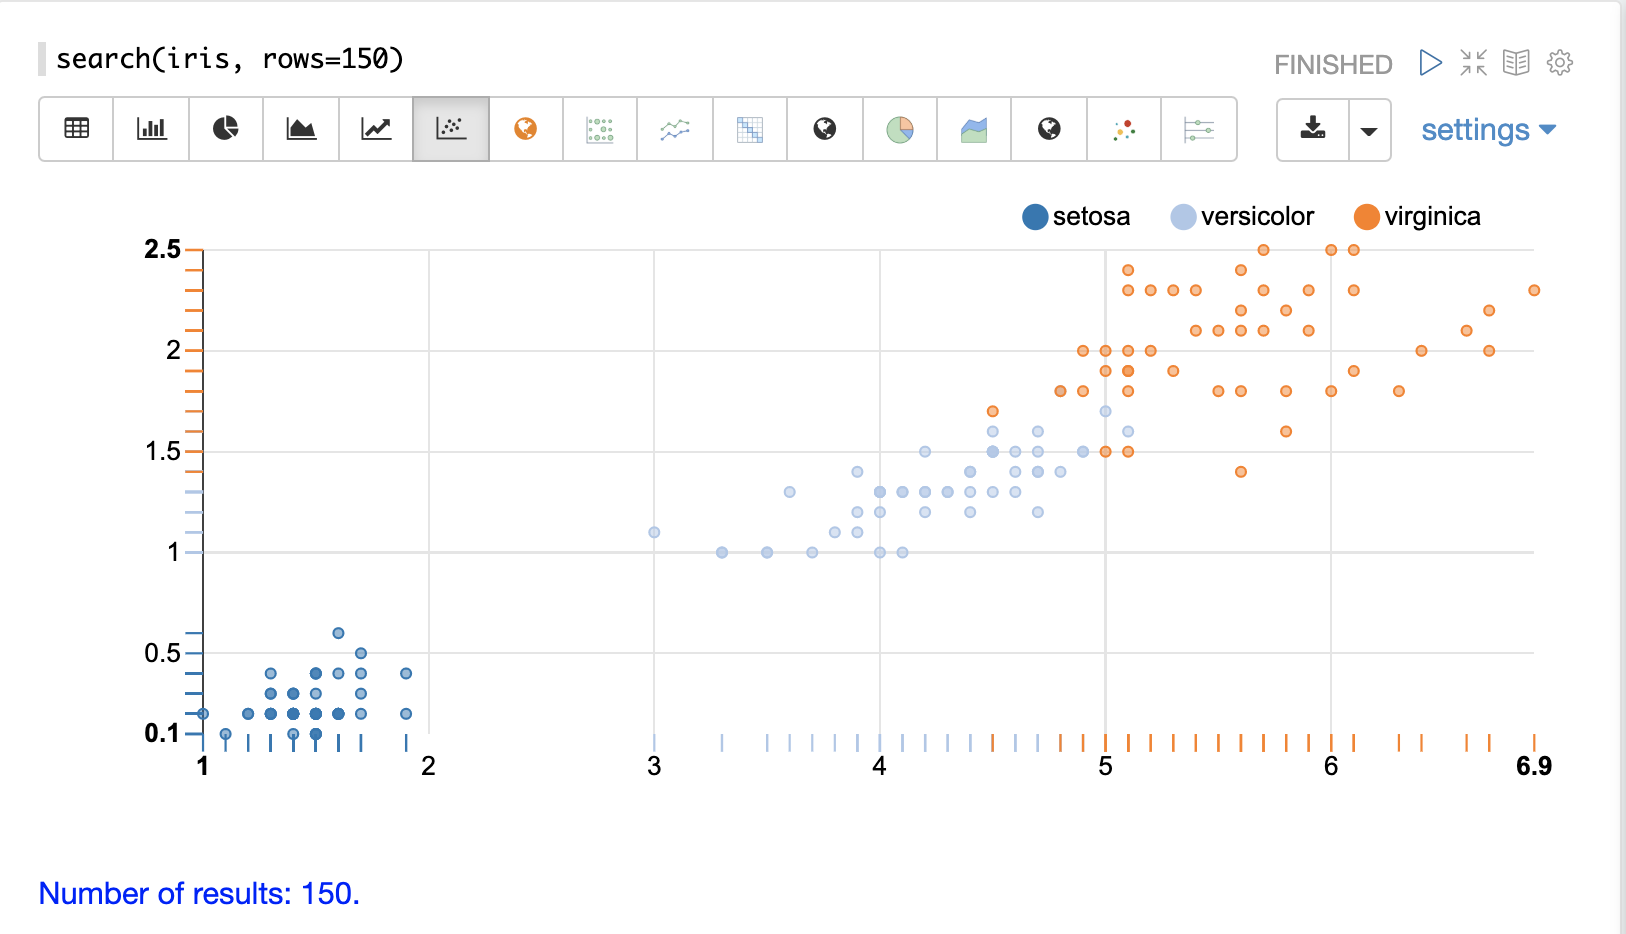 search(iris, rows=150)
FINISHED
settings
setosa versicolor virginica
2.5
2
1.5
1
0.5
0.1
1 2 3 4 5 6 6.9
Number of results: 150.